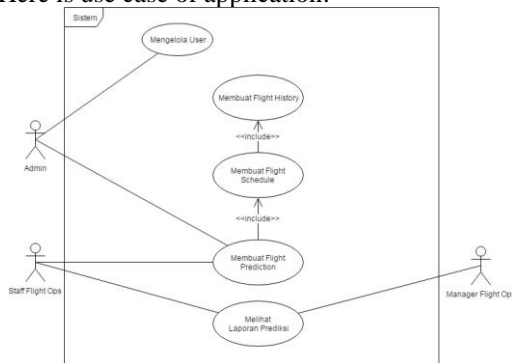 Here is use case of application:
Sistem
Mengelola User
Membuat Flight History
<<include>>
Membuat Flight
Schedule
<<include>>
Admin
Membuat Flight
Prediction
Staff Flight Ops
Manager Flight Op
Melihat
Laporan Prediksi